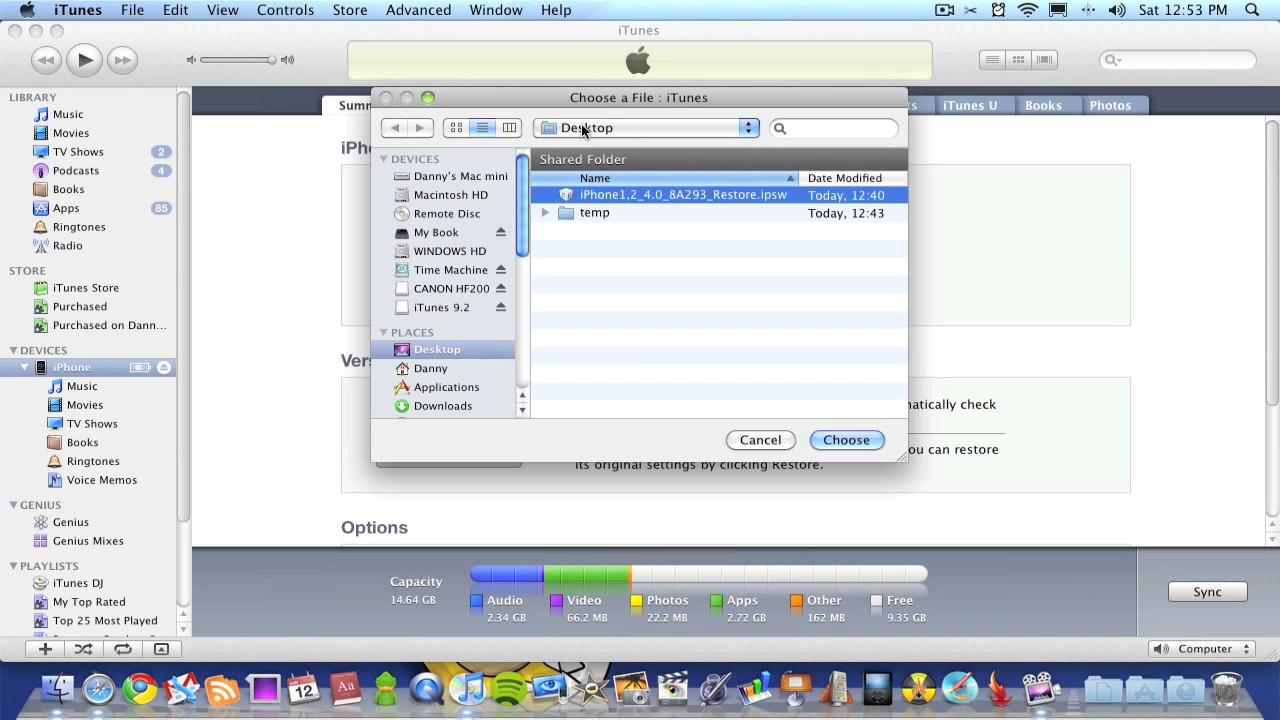 iTunes File Edit View Controls Store Advanced Window Help Sat 12:53 PM
iTunes
LIBRARY
Music
Movies
TV Shows 2
Podcasts 4
Books
Apps 85
Ringtones
Radio
STORE
iTunes Store
Purchased
Purchased on Dann...
DEVICES
iPhone
Music
Movies
TV Shows
Books
Ringtones
Voice Memos
GENIUS
Genius
Genius Mixes
PLAYLISTS
iTunes DJ
My Top Rated
Top 25 Most Played
Summ
iTunes U
Books
Photos
iPh
Choose a File : iTunes
Desktop
DEVICES
Danny's Mac mini
Macintosh HD
Remote Disc
My Book
WINDOWS HD
Time Machine
CANON HF200
iTunes 9.2
PLACES
Desktop
Danny
Applications
Downloads
Shared Folder
Name Date Modified
iPhone1,2_4.0_8A293_Restore.ipsw Today, 12:40
temp Today, 12:43
Cancel Choose
Vers
atically check
ou can restore
its original settings by clicking Restore.
Options
Capacity
14.64 GB
Audio
2.34 GB
Video
66.2 MB
Photos
22.2 MB
Apps
2.72 GB
Other
162 MB
Free
9.35 GB
Sync
Computer
12